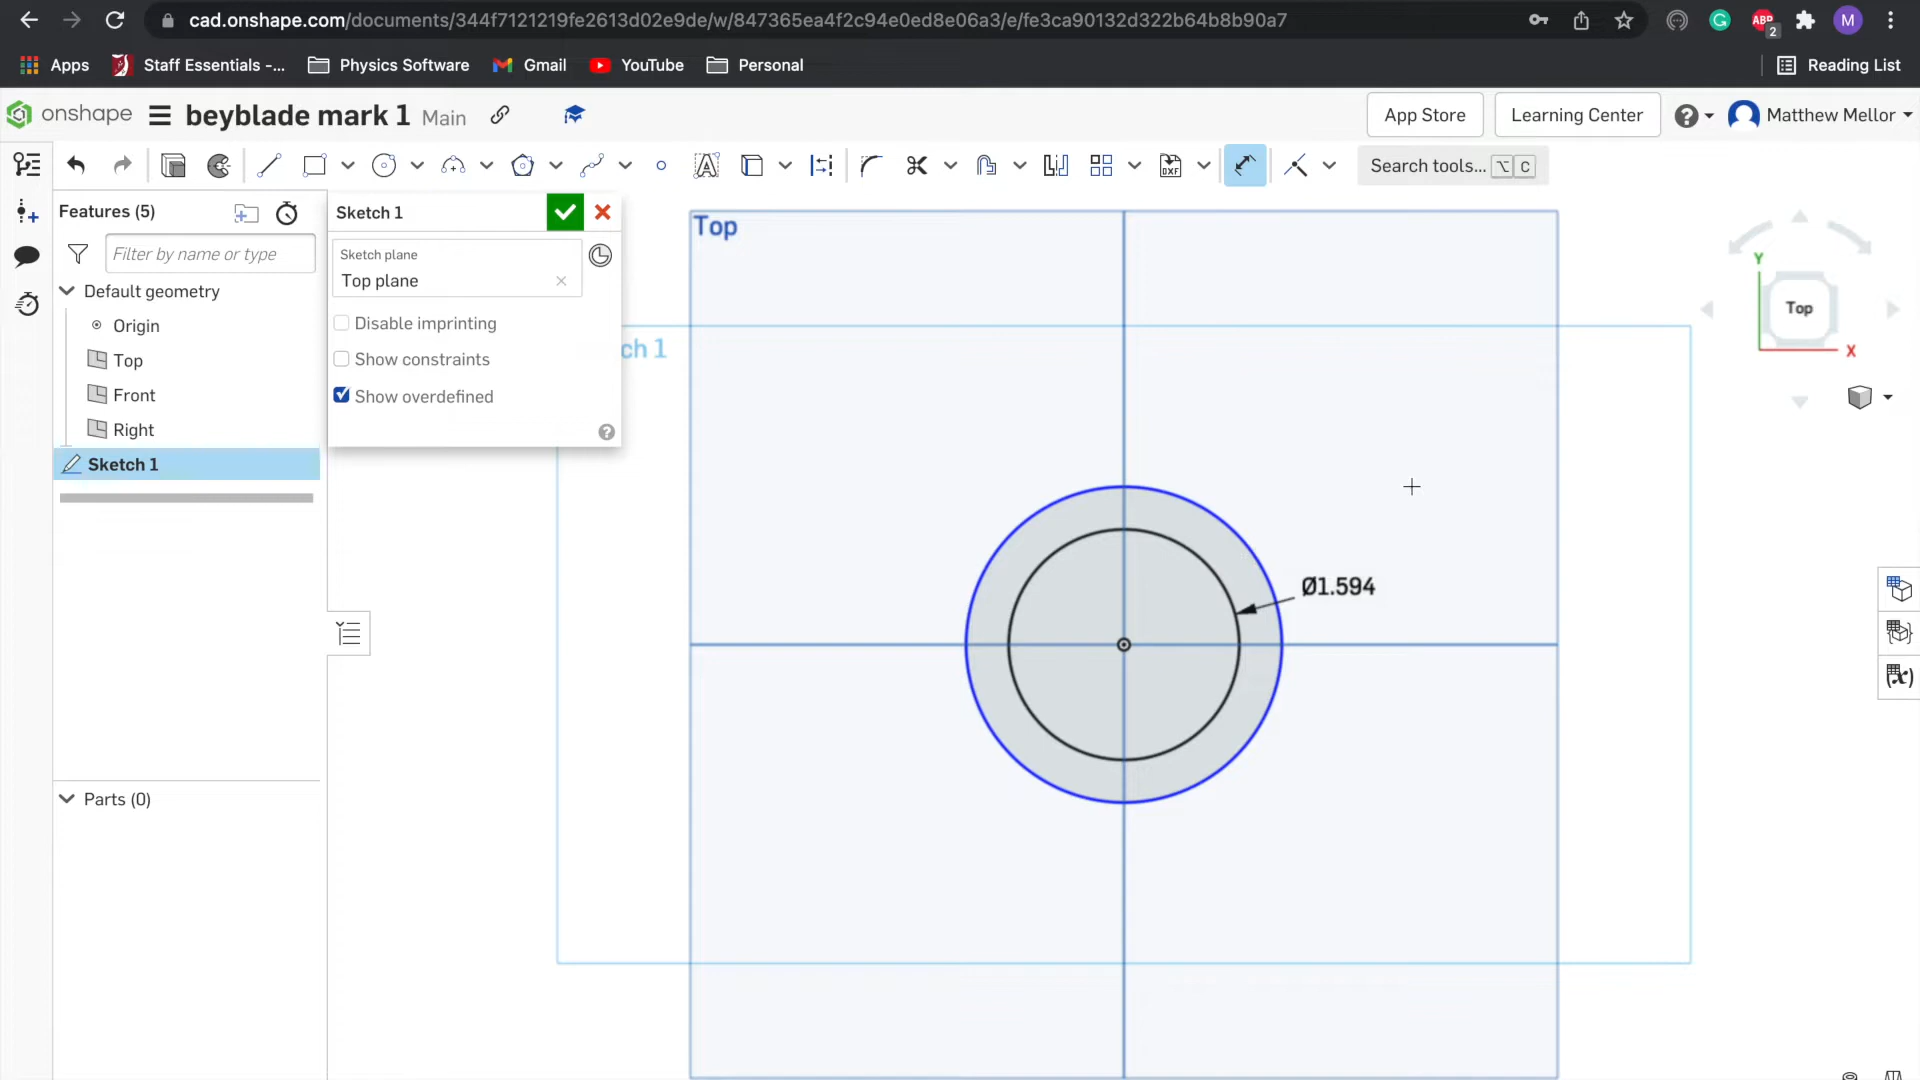 cad.onshape.com/documents/344f7121219fe2613d02e9de/w/847365ea4f2c94e0ed8e06a3/e/fe3ca90132d322b64b8b90a7
ABP
2
M
Apps
Staff Essentials -...
Physics Software
Gmail
YouTube
Personal
Reading List
onshape
beyblade mark 1
Main
App Store
Learning Center
Matthew Mellor
DXF
Search tools... ⌥ C
Features (5)
Filter by name or type
Default geometry
Origin
Top
Front
Right
Sketch 1
Parts (0)
Sketch 1
Sketch plane
Top plane
Disable imprinting
Show constraints
Show overdefined
Top
ch 1
Ø1.594
Y
Top
X
(x)